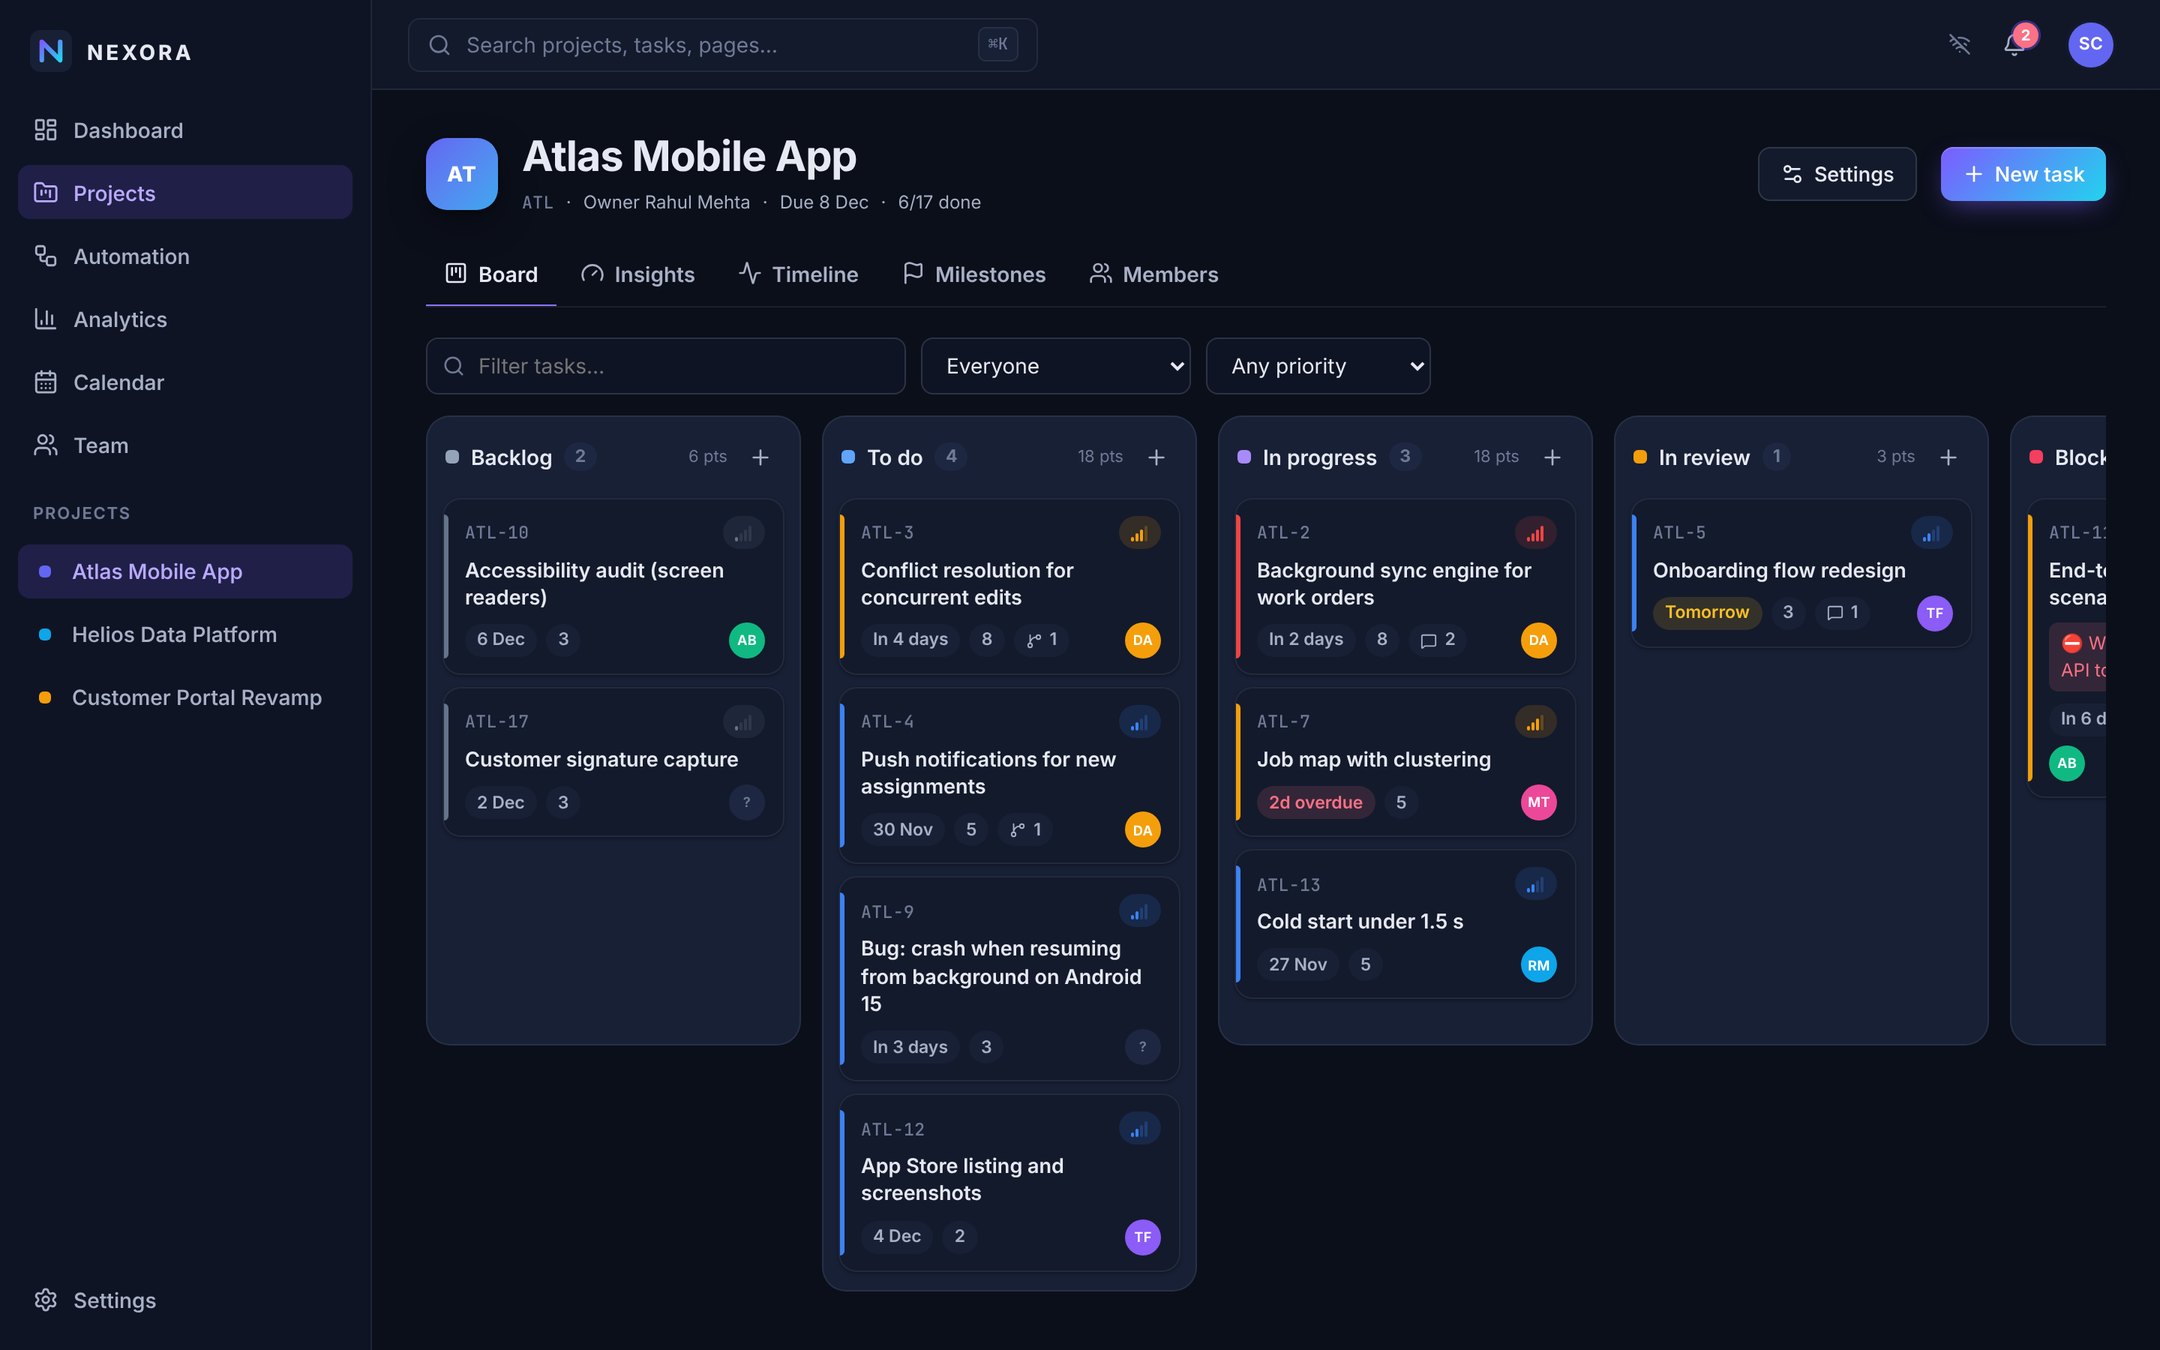 NEXORA
Dashboard
Projects
Automation
Analytics
Calendar
Team
PROJECTS
Atlas Mobile App
Helios Data Platform
Customer Portal Revamp
Settings
Search projects, tasks, pages...
⌘K
2
SC
AT
Atlas Mobile App
ATL · Owner Rahul Mehta · Due 8 Dec · 6/17 done
Settings
New task
Board
Insights
Timeline
Milestones
Members
Filter tasks...
Everyone
Any priority
Backlog 2 6 pts
ATL-10
Accessibility audit (screen
readers)
6 Dec 3 AB
ATL-17
Customer signature capture
2 Dec 3 ?
To do 4 18 pts
ATL-3
Conflict resolution for
concurrent edits
In 4 days 8 1 DA
ATL-4
Push notifications for new
assignments
30 Nov 5 1 DA
ATL-9
Bug: crash when resuming
from background on Android
15
In 3 days 3 ?
ATL-12
App Store listing and
screenshots
4 Dec 2 TF
In progress 3 18 pts
ATL-2
Background sync engine for
work orders
In 2 days 8 2 DA
ATL-7
Job map with clustering
2d overdue 5 MT
ATL-13
Cold start under 1.5 s
27 Nov 5 RM
In review 1 3 pts
ATL-5
Onboarding flow redesign
Tomorrow 3 1 TF
Block
ATL-11
End-t
scena
W
API to
In 6 d
AB